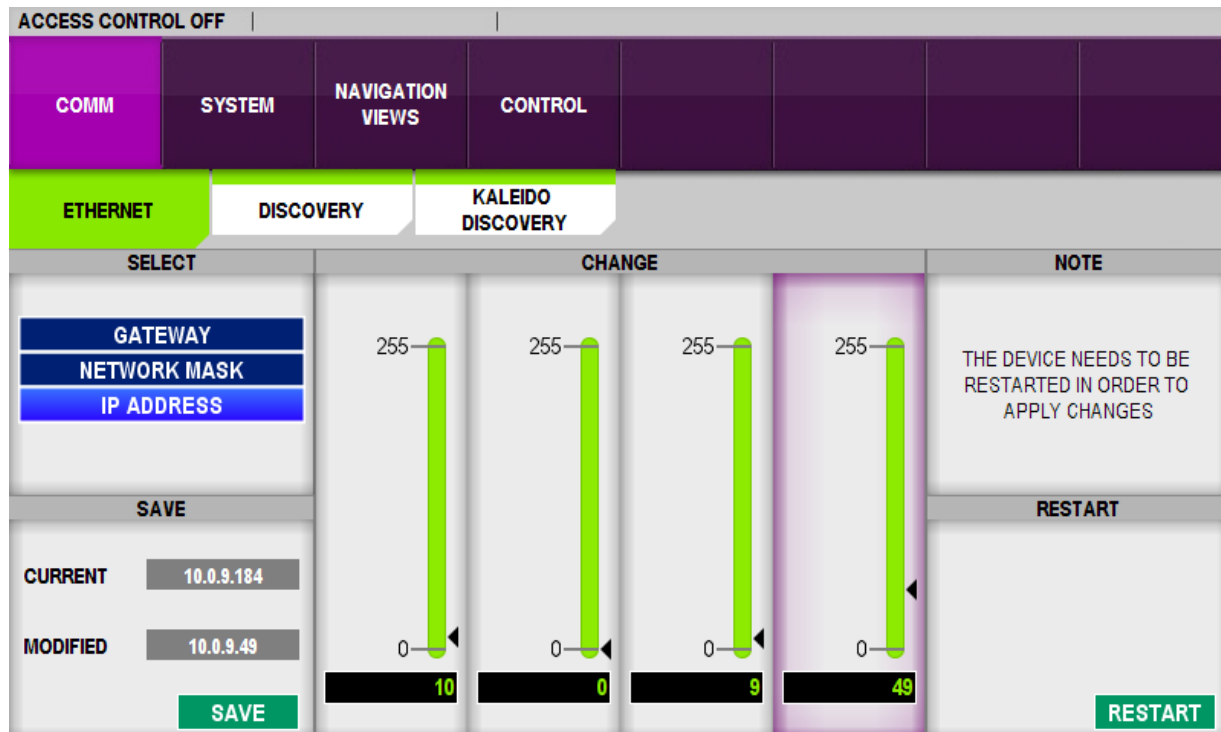 ACCESS CONTROL OFF
COMM
SYSTEM
NAVIGATION
VIEWS
CONTROL
ETHERNET
DISCOVERY
KALEIDO
DISCOVERY
SELECT
GATEWAY
NETWORK MASK
IP ADDRESS
SAVE
CURRENT 10.0.9.184
MODIFIED 10.0.9.49
SAVE
CHANGE
255 255 255 255
0 0 0 0
10 0 9 49
NOTE
THE DEVICE NEEDS TO BE
RESTARTED IN ORDER TO
APPLY CHANGES
RESTART
RESTART